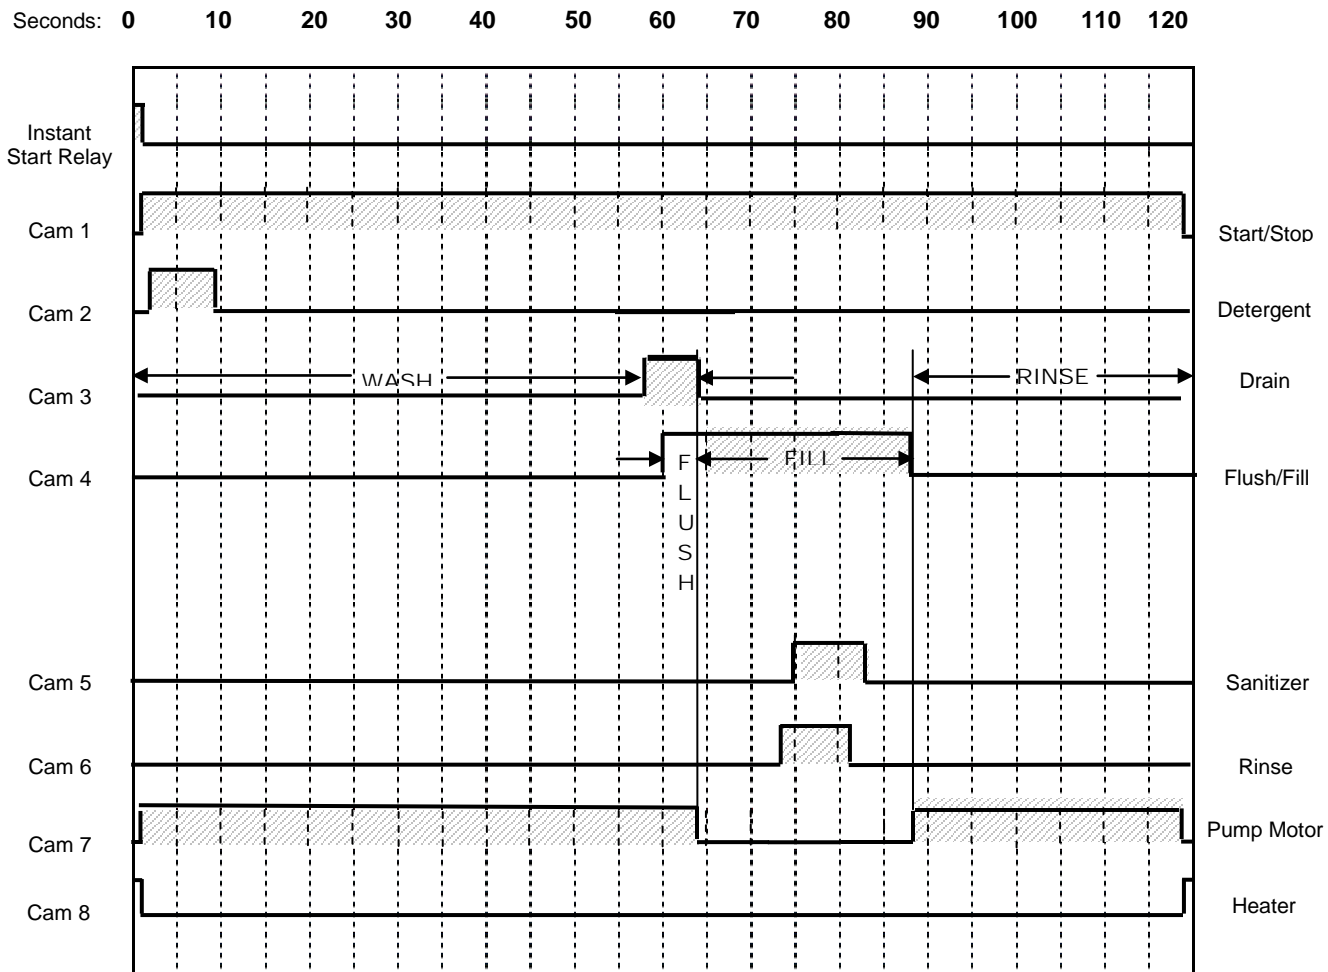 Seconds: 0 10 20 30 40 50 60 70 80 90 100 110 120
Instant
Start Relay
Cam 1
Start/Stop
Cam 2
Detergent
WASH
RINSE
Cam 3
Drain
FLUSH
FILL
Cam 4
Flush/Fill
Cam 5
Sanitizer
Cam 6
Rinse
Cam 7
Pump Motor
Cam 8
Heater